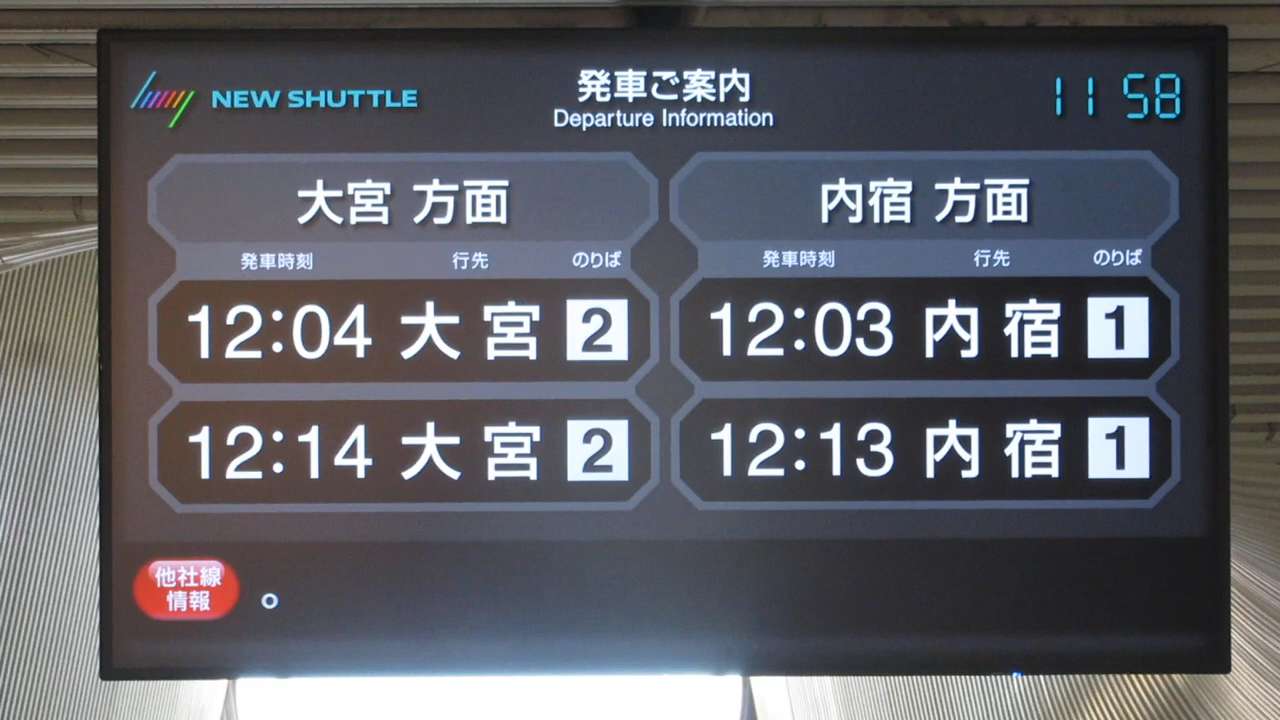 NEW SHUTTLE
発車ご案内
Departure Information
11 58
大宮 方面
発車時刻 行先 のりば
12:04 大宮 2
12:14 大宮 2
内宿 方面
発車時刻 行先 のりば
12:03 内宿 1
12:13 内宿 1
他社線
情報
。